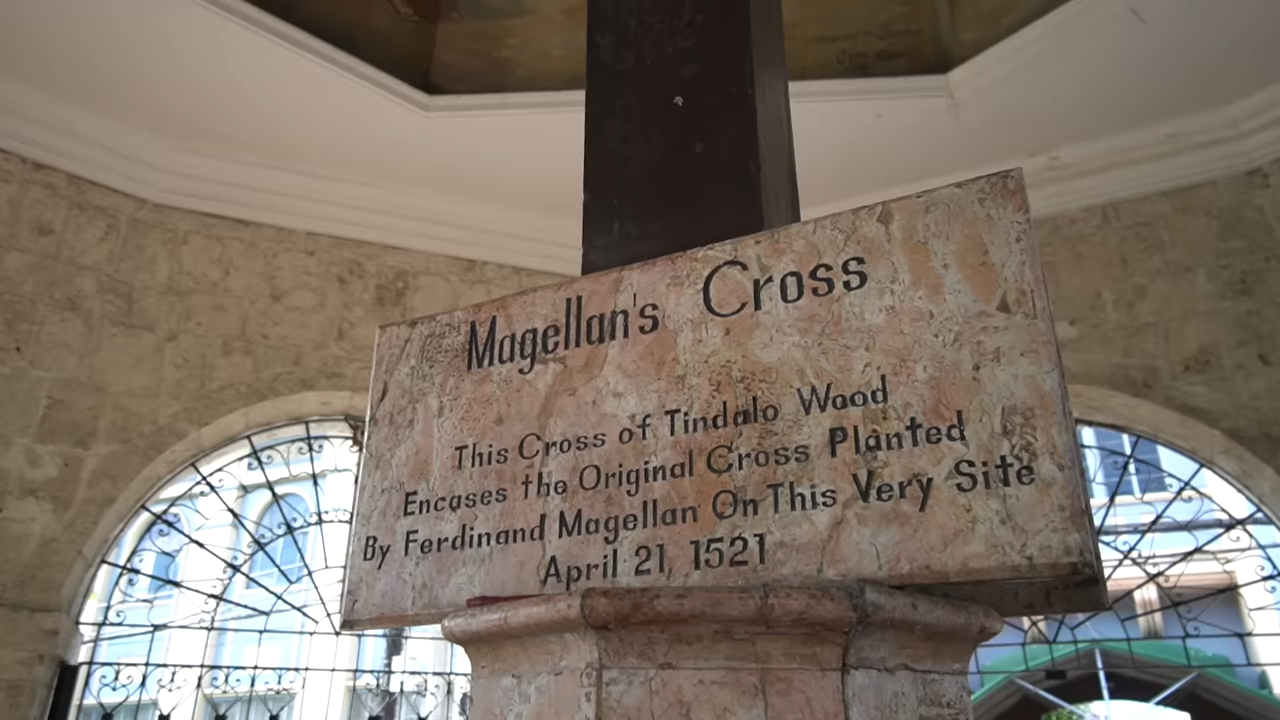 Magellan's Cross
This Cross of Tindalo Wood
Encases the Original Cross Planted
By Ferdinand Magellan On This Very Site
April 21, 1521